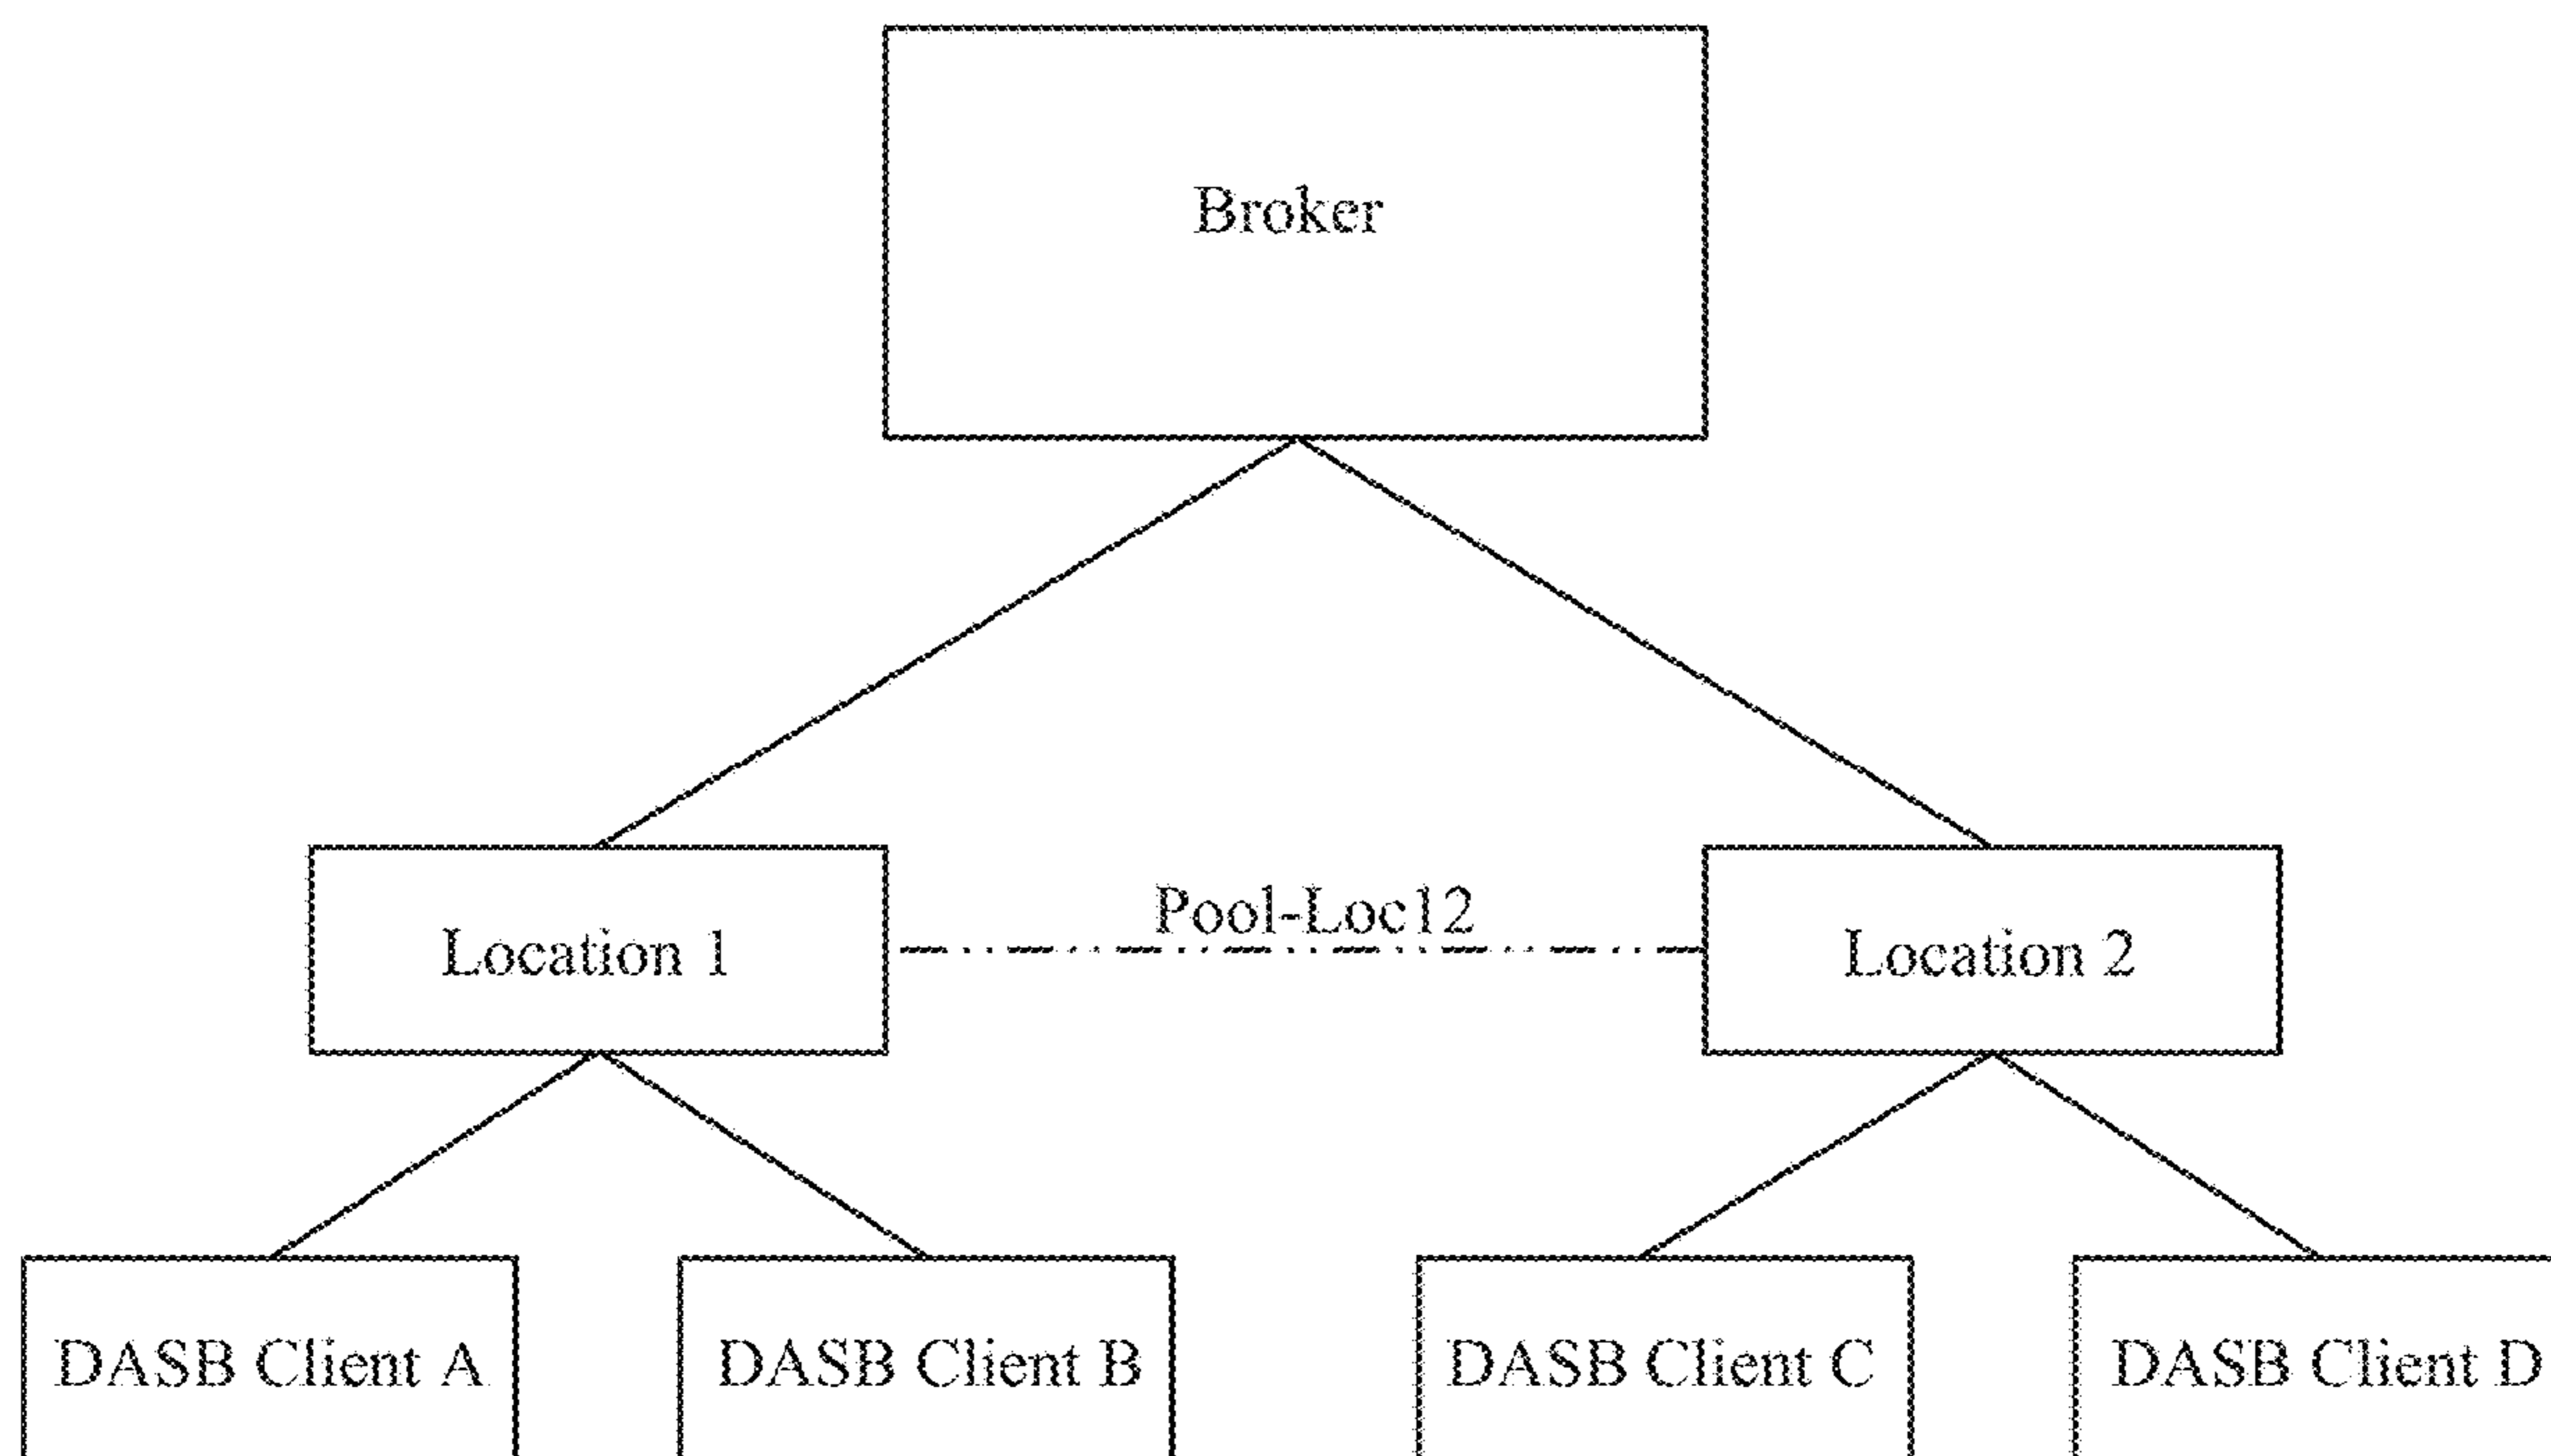 Broker
Pool-Loc12
Location 1
Location 2
DASB Client A
DASB Client B
DASB Client C
DASB Client D